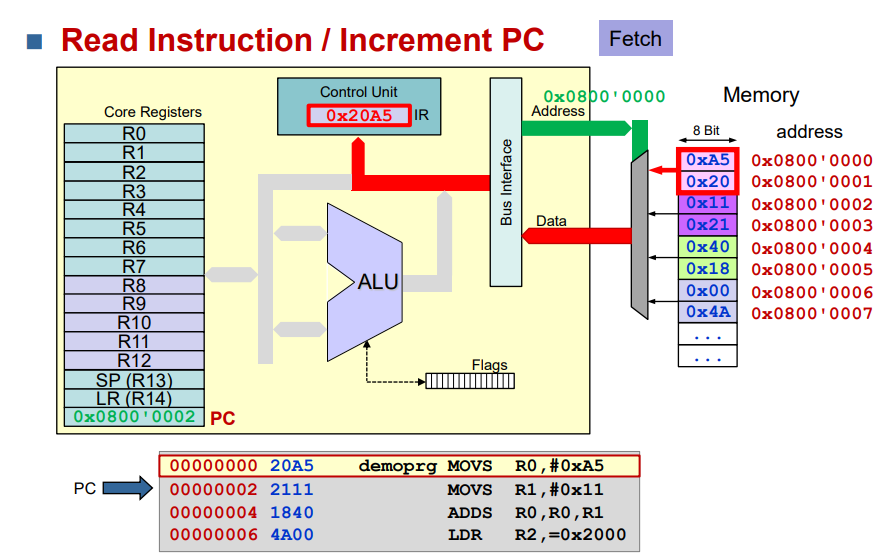 Read Instruction / Increment PC
Fetch
Control Unit
0x20A5 IR
Core Registers
R0
R1
R2
R3
R4
R5
R6
R7
R8
R9
R10
R11
R12
SP (R13)
LR (R14)
0x0800'0002 PC
ALU
Flags
Bus Interface
0x0800'0000
Address
Data
Memory
8 Bit address
0xA5 0x0800'0000
0x20 0x0800'0001
0x11 0x0800'0002
0x21 0x0800'0003
0x40 0x0800'0004
0x18 0x0800'0005
0x00 0x0800'0006
0x4A 0x0800'0007
...
...
00000000 20A5 demoprg MOVS R0,#0xA5
PC 00000002 2111 MOVS R1,#0x11
00000004 1840 ADDS R0,R0,R1
00000006 4A00 LDR R2,=0x2000